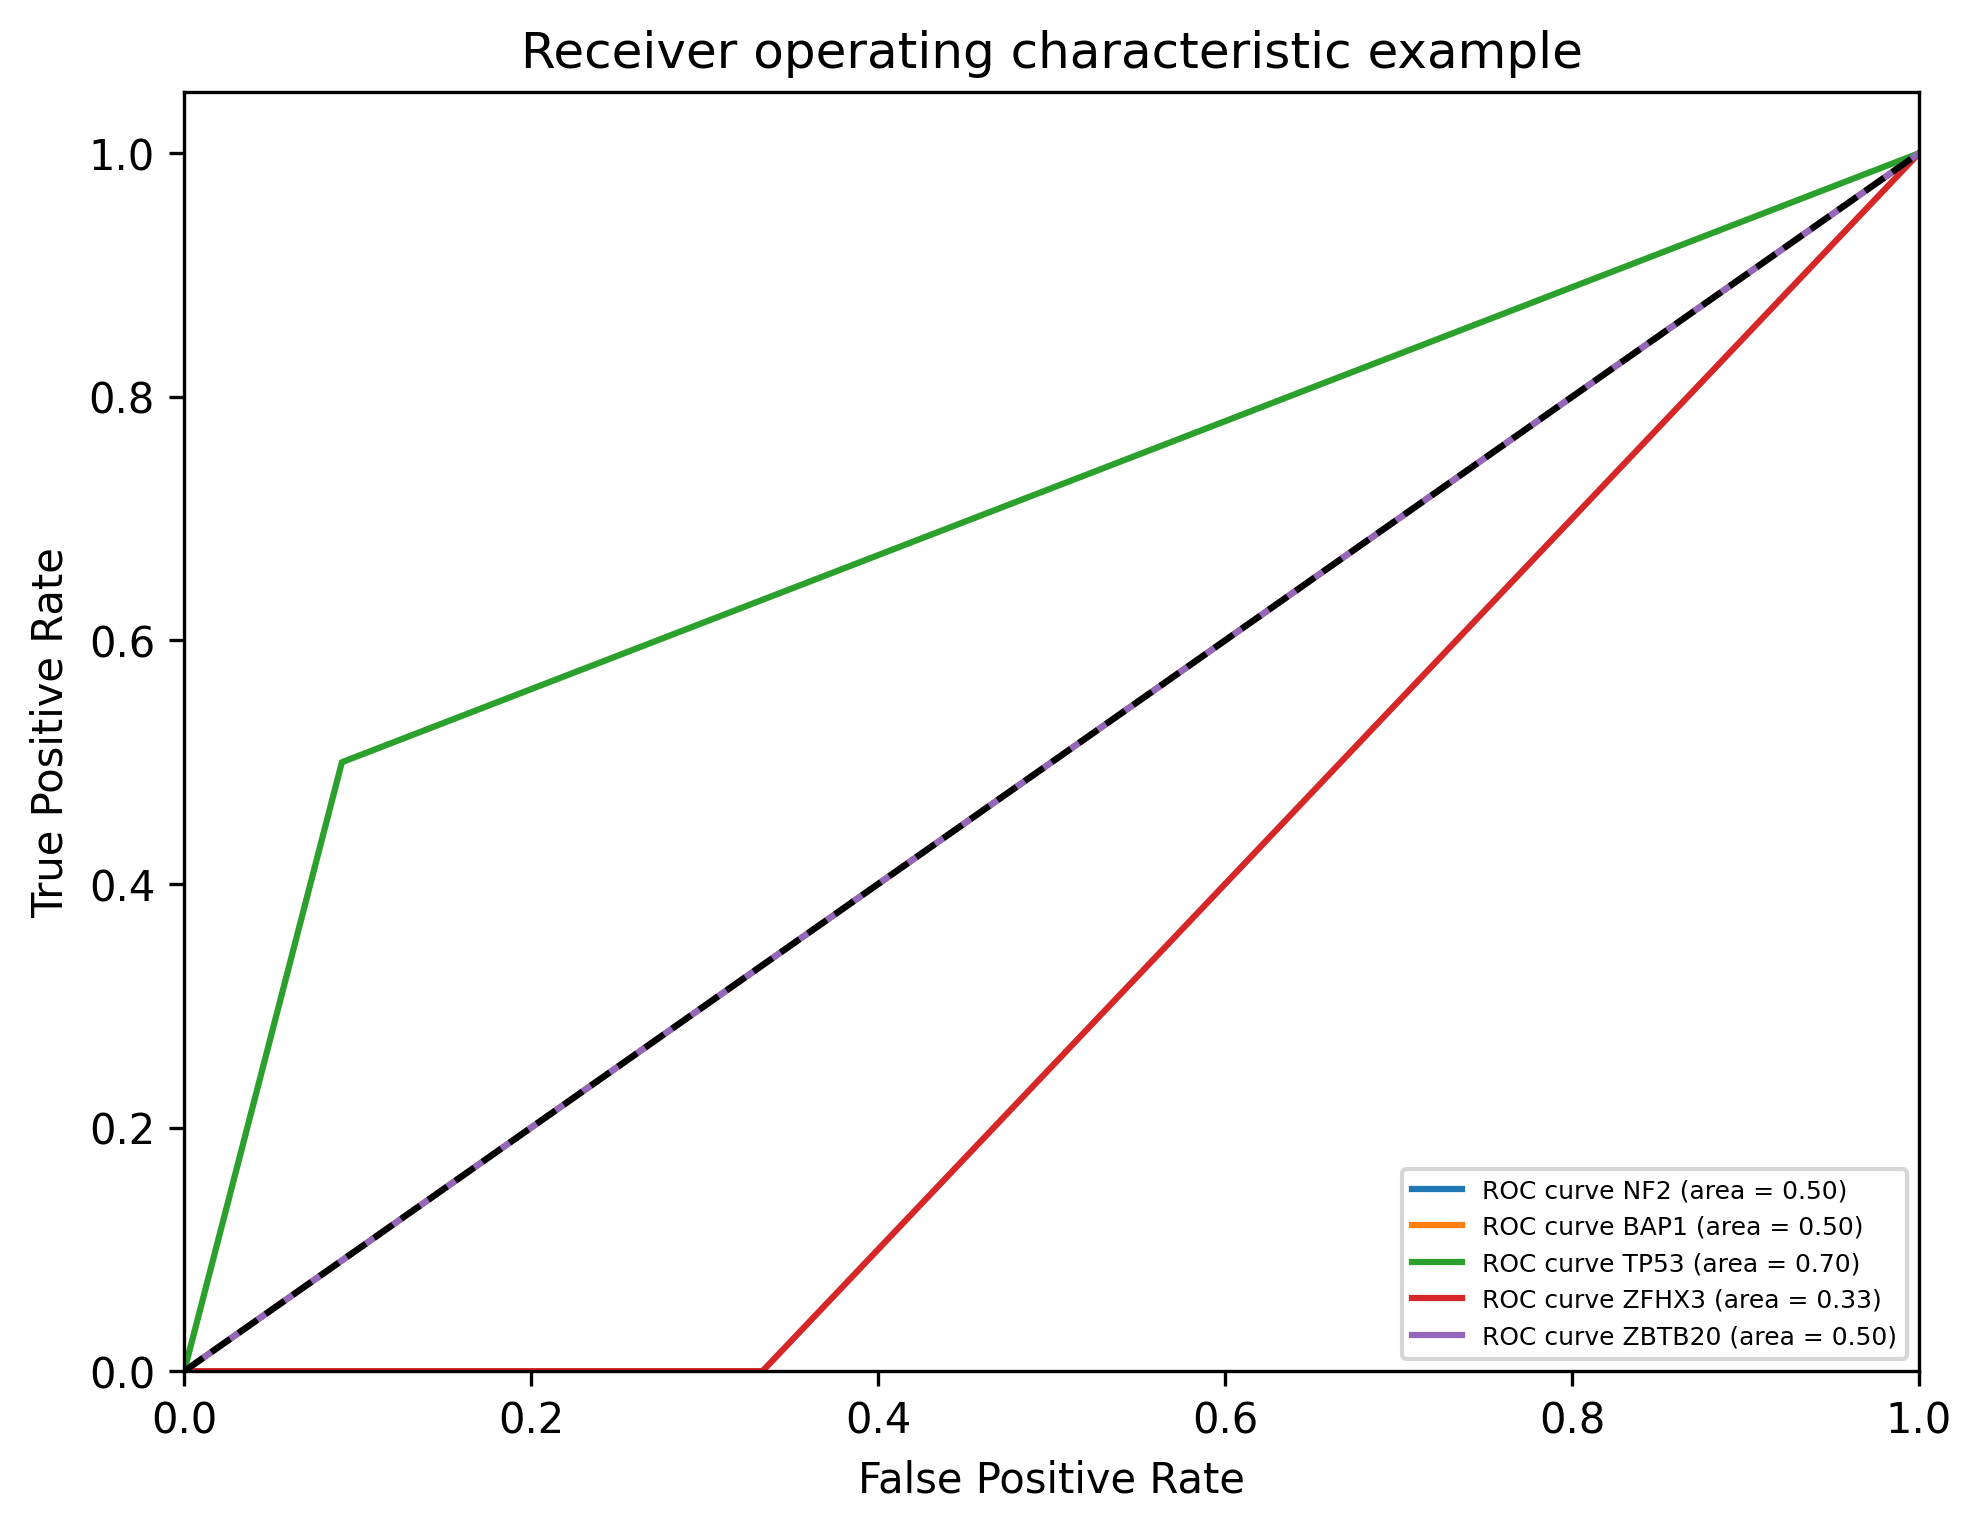 Receiver operating characteristic example
True Positive Rate
1.0
0.8
0.6
0.4
0.2
0.0
ROC curve NF2 (area = 0.50)
ROC curve BAP1 (area = 0.50)
ROC curve TP53 (area = 0.70)
ROC curve ZFHX3 (area = 0.33)
ROC curve ZBTB20 (area = 0.50)
0.0 0.2 0.4 0.6 0.8 1.0
False Positive Rate